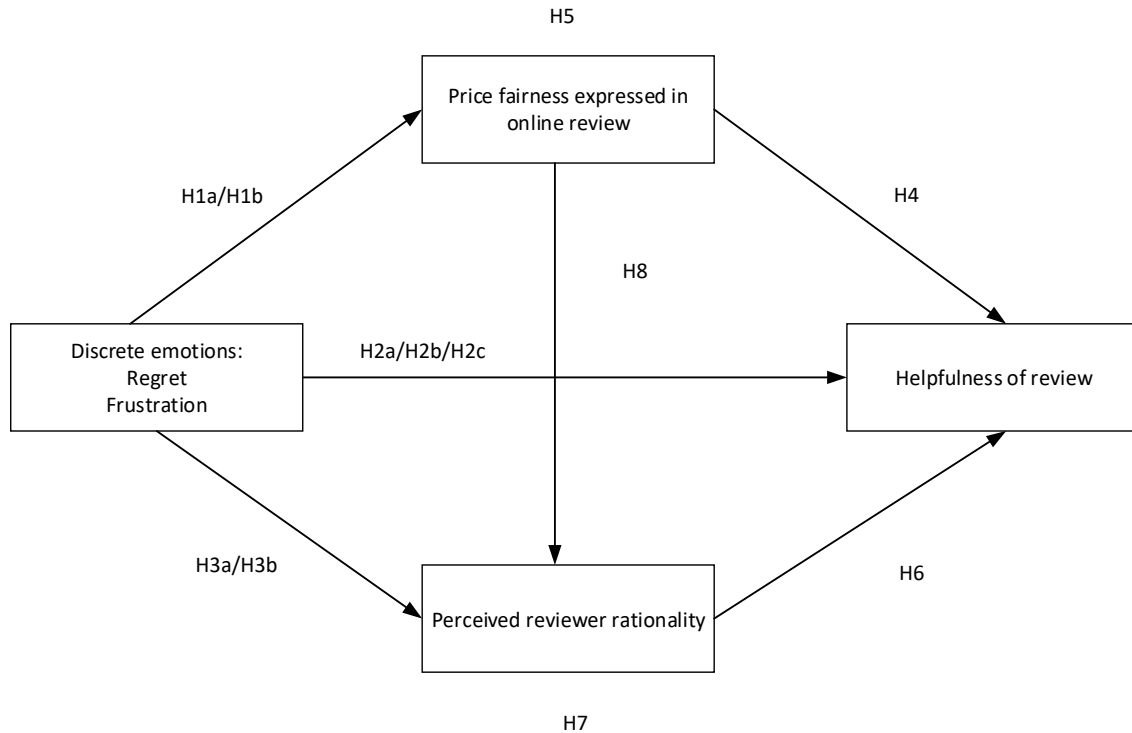 H5
Price fairness expressed in
online review
H1a/H1b
H4
H8
Discrete emotions:
Regret
Frustration
H2a/H2b/H2c
Helpfulness of review
H3a/H3b
H6
Perceived reviewer rationality
H7